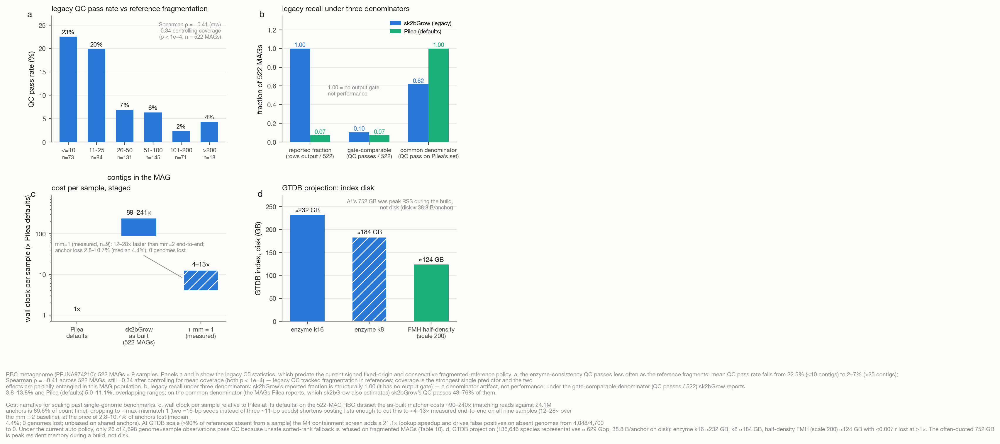 legacy QC pass rate vs reference fragmentation
a
QC pass rate (%)
25
20
15
10
5
0
Spearman ρ = −0.41 (raw)
−0.34 controlling coverage
(p < 1e−4, n = 522 MAGs)
23%
20%
7%
6%
2%
4%
<=10
n=73
11-25
n=84
26-50
n=131
51-100
n=145
101-200
n=71
>200
n=18
contigs in the MAG
legacy recall under three denominators
b
fraction of 522 MAGs
1.2
1.0
0.8
0.6
0.4
0.2
0.0
sk2bGrow (legacy)
Pilea (defaults)
1.00
0.07
0.10
0.07
0.62
1.00
1.00 = no output gate,
not performance
reported fraction
(rows output / 522)
gate-comparable
(QC passes / 522)
common denominator
(QC pass on Pilea's set)
cost per sample, staged
c
wall clock per sample (× Pilea defaults)
100
10
1
89–241×
mm=1 (measured, n=9): 12–28× faster than mm=2 end-to-end;
anchor loss 2.8–10.7% (median 4.4%), 0 genomes lost
4–13×
1×
Pilea
defaults
sk2bGrow
as built
(522 MAGs)
+ mm = 1
(measured)
GTDB projection: index disk
d
GTDB index, disk (GB)
250
200
150
100
50
0
A1's 752 GB was peak RSS during the build,
not disk (disk ≈ 38.8 B/anchor)
≈232 GB
≈184 GB
≈124 GB
enzyme k16
enzyme k8
FMH half-density
(scale 200)
RBC metagenome (PRJNA974210): 522 MAGs × 9 samples. Panels a and b show the legacy C5 statistics, which predate the current signed fixed-origin and conservative fragmented-reference policy. a, the enzyme-consistency QC passes less often as the reference fragments: mean QC pass rate falls from 22.5% (≤10 contigs) to 2–7% (>25 contigs);
Spearman ρ = −0.41 across 522 MAGs, still −0.34 after controlling for mean coverage (both p < 1e−4) — legacy QC tracked fragmentation in references; coverage is the strongest single predictor and the two
effects are partially entangled in this MAG population. b, legacy recall under three denominators: sk2bGrow's reported fraction is structurally 1.00 (it has no output gate) — a denominator artifact, not performance; under the gate-comparable denominator (QC passes / 522) sk2bGrow reports
3.8–13.8% and Pilea (defaults) 5.0–11.1%, overlapping ranges; on the common denominator (the MAGs Pilea reports, which sk2bGrow also estimates) sk2bGrow's QC passes 43–76% of them.
Cost narrative for scaling past single-genome benchmarks. c, wall clock per sample relative to Pilea at its defaults: on the 522-MAG RBC dataset the as-built matcher costs ≈90–240× (matching reads against 24.1M
anchors is 89.6% of count time); dropping to --max-mismatch 1 (two ~16-bp seeds instead of three ~11-bp seeds) shortens posting lists enough to cut this to ≈4–13× measured end-to-end on all nine samples (12–28× over
the mm = 2 baseline), at the price of 2.8–10.7% of anchors lost (median
4.4%; 0 genomes lost; unbiased on shared anchors). At GTDB scale (≥90% of references absent from a sample) the M4 containment screen adds a 21.1× lookup speedup and drives false positives on absent genomes from 4,048/4,700
to 0. Under the current auto policy, only 26 of 4,698 genome×sample observations pass QC because unsafe sorted-rank fallback is refused on fragmented MAGs (Table 10). d, GTDB projection (136,646 species representatives ≈ 629 Gbp, 38.8 B/anchor on disk): enzyme k16 ≈232 GB, k8 ≈184 GB, half-density FMH (scale 200) ≈124 GB with ≤0.007 r lost at ≥1×. The often-quoted 752 GB
is peak resident memory during a build, not disk.